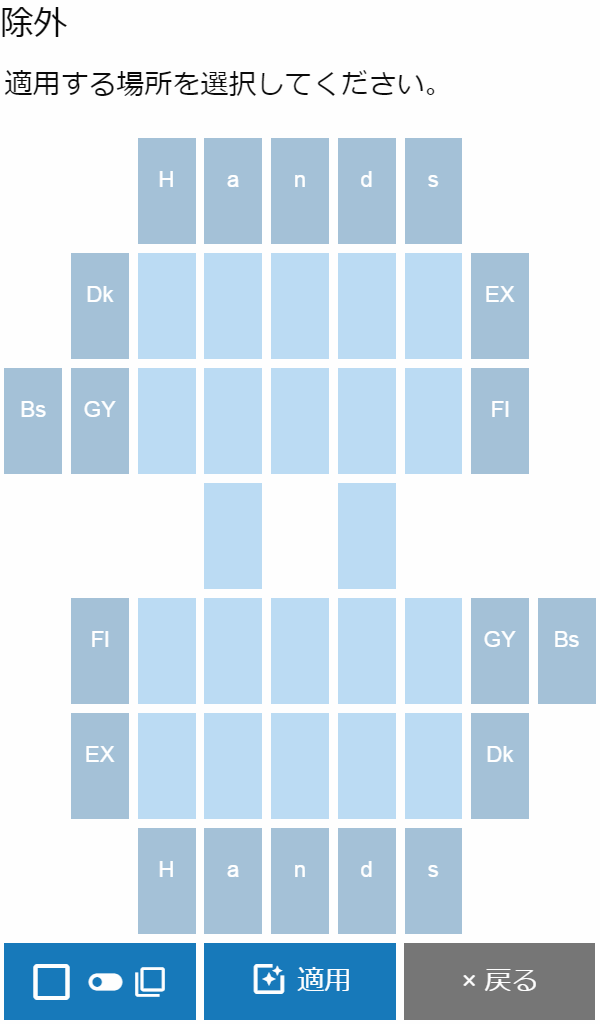 除外
適用する場所を選択してください。
H a n d s
Dk EX
Bs GY FI
FI GY Bs
EX Dk
H a n d s
適用 × 戻る